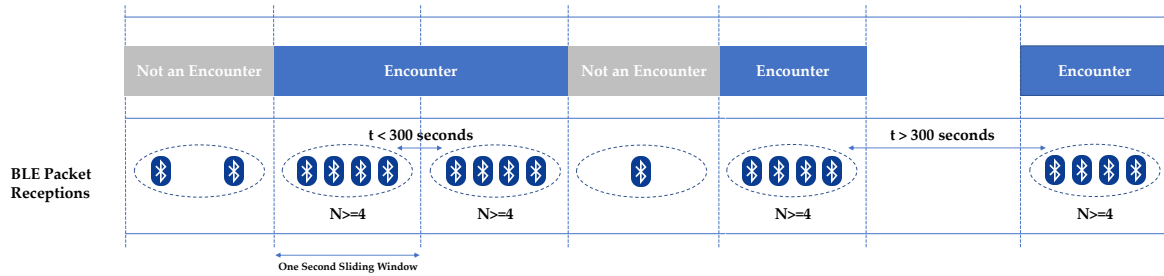 Not an Encounter
Encounter
Not an Encounter
Encounter
Encounter
t < 300 seconds
t > 300 seconds
BLE Packet
Receptions
N>=4
N>=4
N>=4
N>=4
One Second Sliding Window